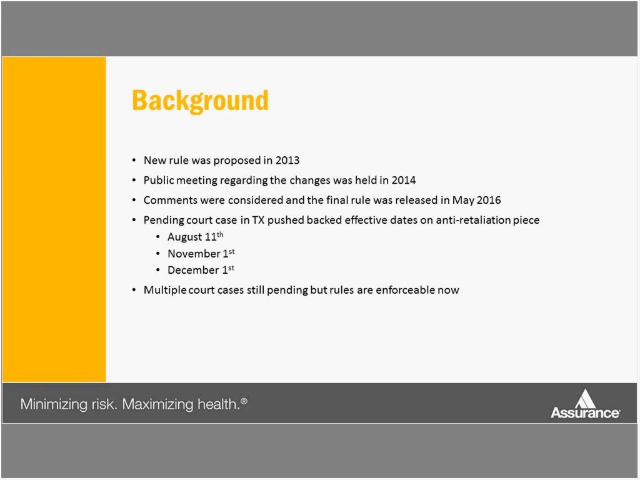 Background
• New rule was proposed in 2013
• Public meeting regarding the changes was held in 2014
• Comments were considered and the final rule was released in May 2016
• Pending court case in TX pushed backed effective dates on anti-retaliation piece
• August 11th
• November 1st
• December 1st
• Multiple court cases still pending but rules are enforceable now
Minimizing risk. Maximizing health.®
Assurance